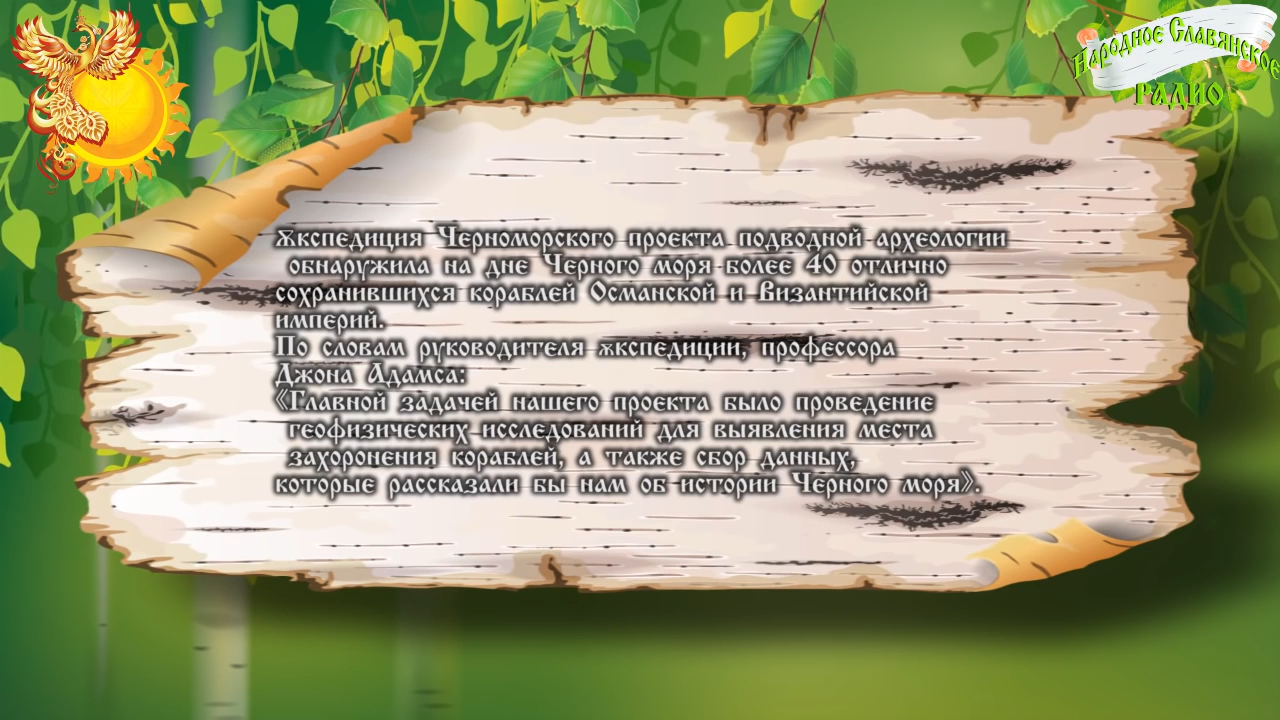 Народное Славянское
РАДИО
Экспедиция Черноморского проекта подводной археологии
обнаружила на дне Черного моря более 40 отлично
сохранившихся кораблей Османской и Византийской
империй.
По словам руководителя экспедиции, профессора
Джона Адамса:
《Главной задачей нашего проекта было проведение
геофизических исследований для выявления места
захоронения кораблей, а также сбор данных,
которые рассказали бы нам об истории Черного моря》.